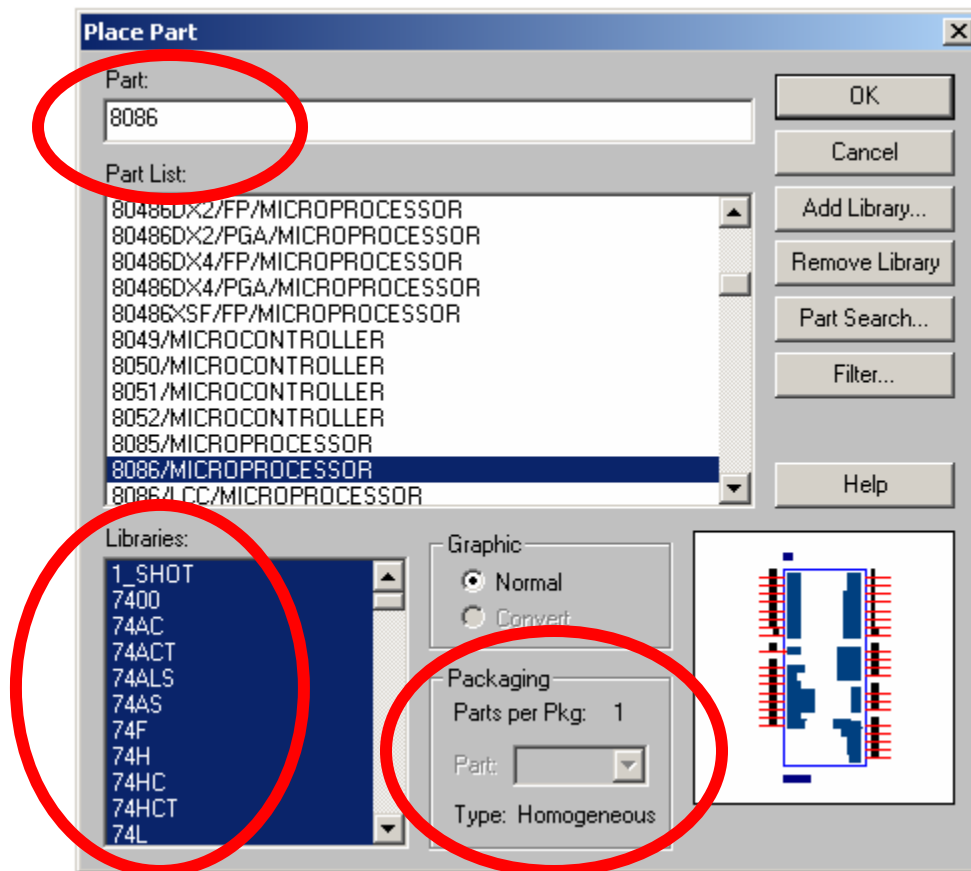 Place Part
Part:
8086
Part List:
80486DX2/FP/MICROPROCESSOR
80486DX2/PGA/MICROPROCESSOR
80486DX4/FP/MICROPROCESSOR
80486DX4/PGA/MICROPROCESSOR
80486XSF/FP/MICROPROCESSOR
8049/MICROCONTROLLER
8050/MICROCONTROLLER
8051/MICROCONTROLLER
8052/MICROCONTROLLER
8085/MICROPROCESSOR
8086/MICROPROCESSOR
8086/LCC/MICROPROCESSOR
OK
Cancel
Add Library...
Remove Library
Part Search...
Filter...
Help
Libraries:
1_SHOT
7400
74AC
74ACT
74ALS
74AS
74F
74H
74HC
74HCT
74L
Graphic
Normal
Convert
Packaging
Parts per Pkg: 1
Part:
Type: Homogeneous